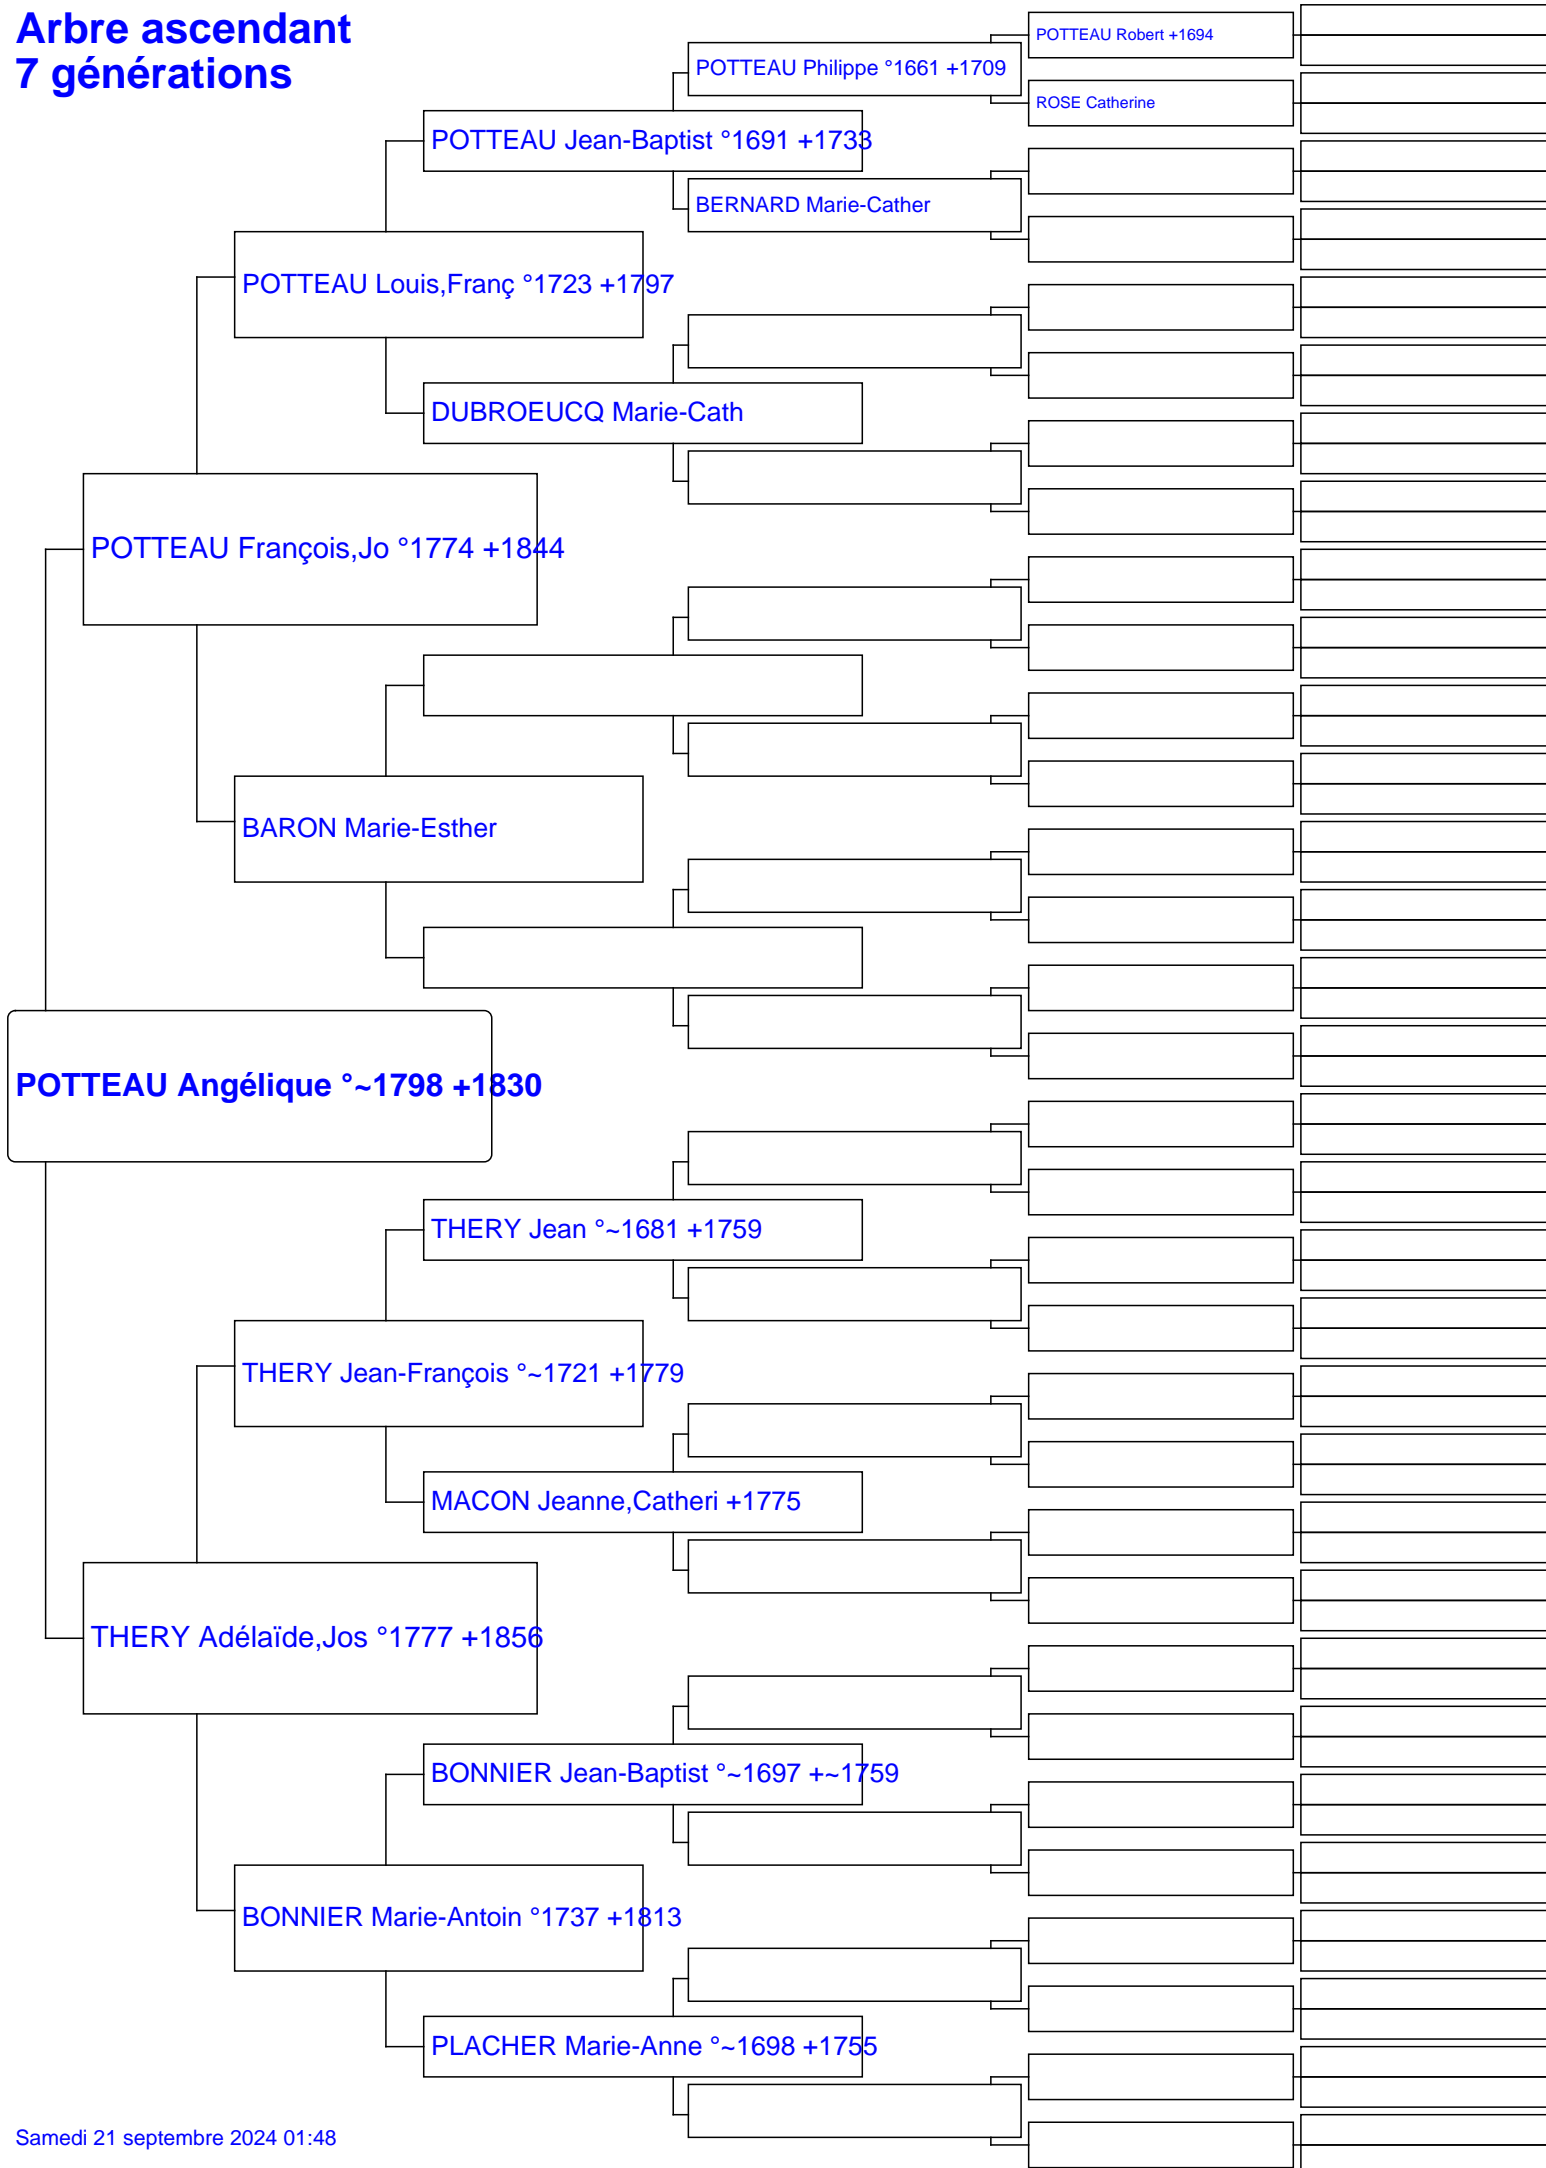 Arbre ascendant
7 générations
POTTEAU Robert +1694
POTTEAU Philippe °1661 +1709
ROSE Catherine
POTTEAU Jean-Baptist °1691 +1733
BERNARD Marie-Cather
POTTEAU Louis,Franç °1723 +1797
DUBROEUCQ Marie-Cath
POTTEAU François,Jo °1774 +1844
BARON Marie-Esther
POTTEAU Angélique °~1798 +1830
THERY Jean °~1681 +1759
THERY Jean-François °~1721 +1779
MACON Jeanne,Catheri +1775
THERY Adélaïde,Jos °1777 +1856
BONNIER Jean-Baptist °~1697 +~1759
BONNIER Marie-Antoin °1737 +1813
PLACHER Marie-Anne °~1698 +1755
Samedi 21 septembre 2024 01:48